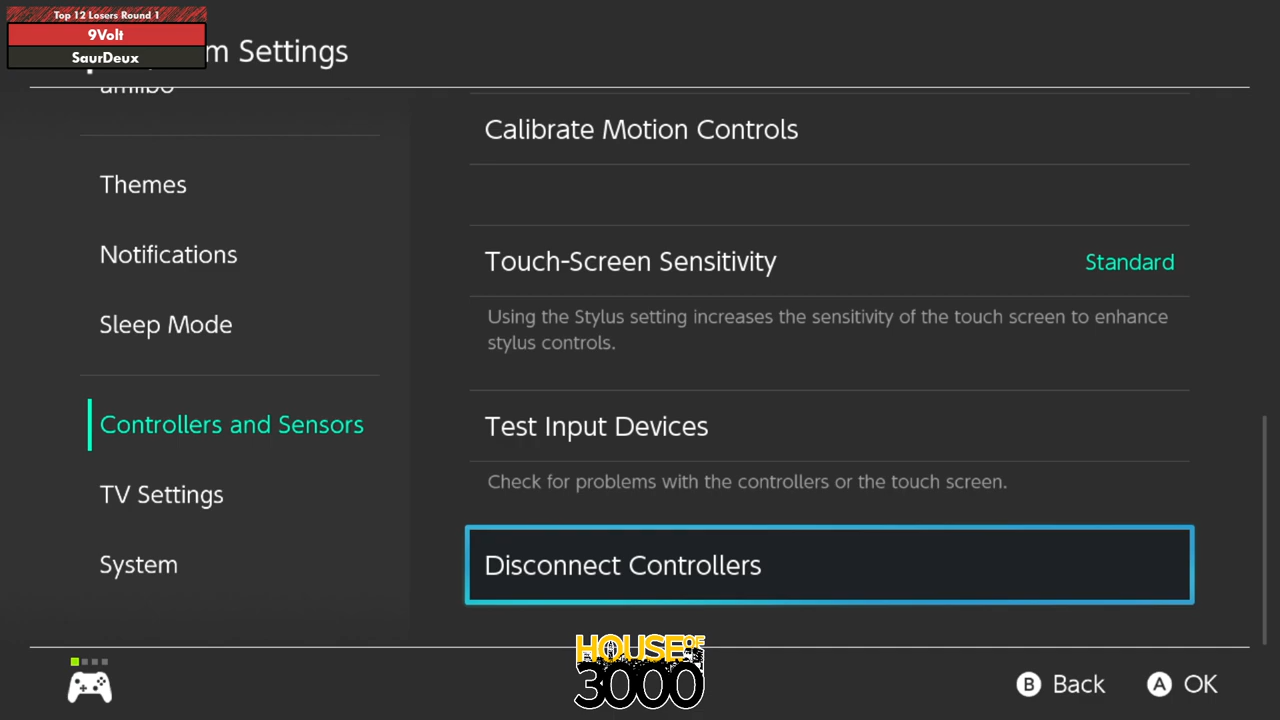 Top 12 Losers Round 1
9Volt
SaurDeux
m Settings
amiibo
Themes
Notifications
Sleep Mode
Controllers and Sensors
TV Settings
System
Calibrate Motion Controls
Touch-Screen Sensitivity Standard
Using the Stylus setting increases the sensitivity of the touch screen to enhance
stylus controls.
Test Input Devices
Check for problems with the controllers or the touch screen.
Disconnect Controllers
HOUSE OF
3000
B Back A OK